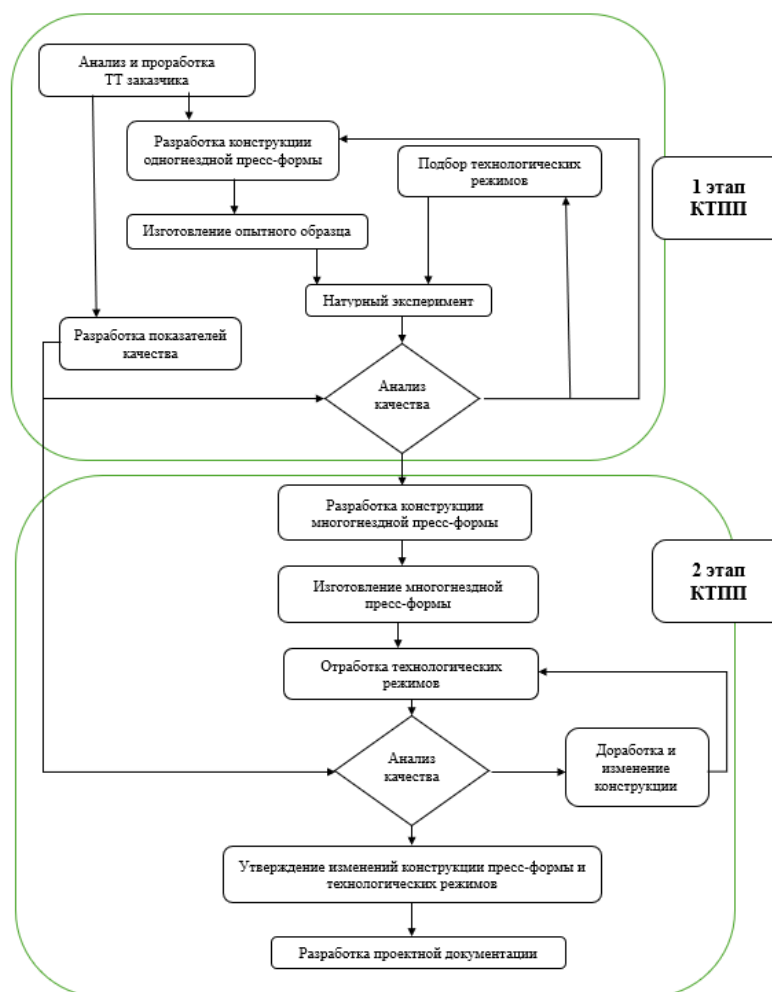 Анализ и проработка
ТТ заказчика
Разработка конструкции
одногнездной пресс-формы
Подбор технологических
режимов
1 этап
КТПП
Изготовление опытного образца
Натурный эксперимент
Разработка показателей
качества
Анализ
качества
Разработка конструкции
многогнездной пресс-формы
2 этап
КТПП
Изготовление многогнездной
пресс-формы
Отработка технологических
режимов
Анализ
качества
Доработка и
изменение
конструкции
Утверждение изменений конструкции пресс-формы и
технологических режимов
Разработка проектной документации